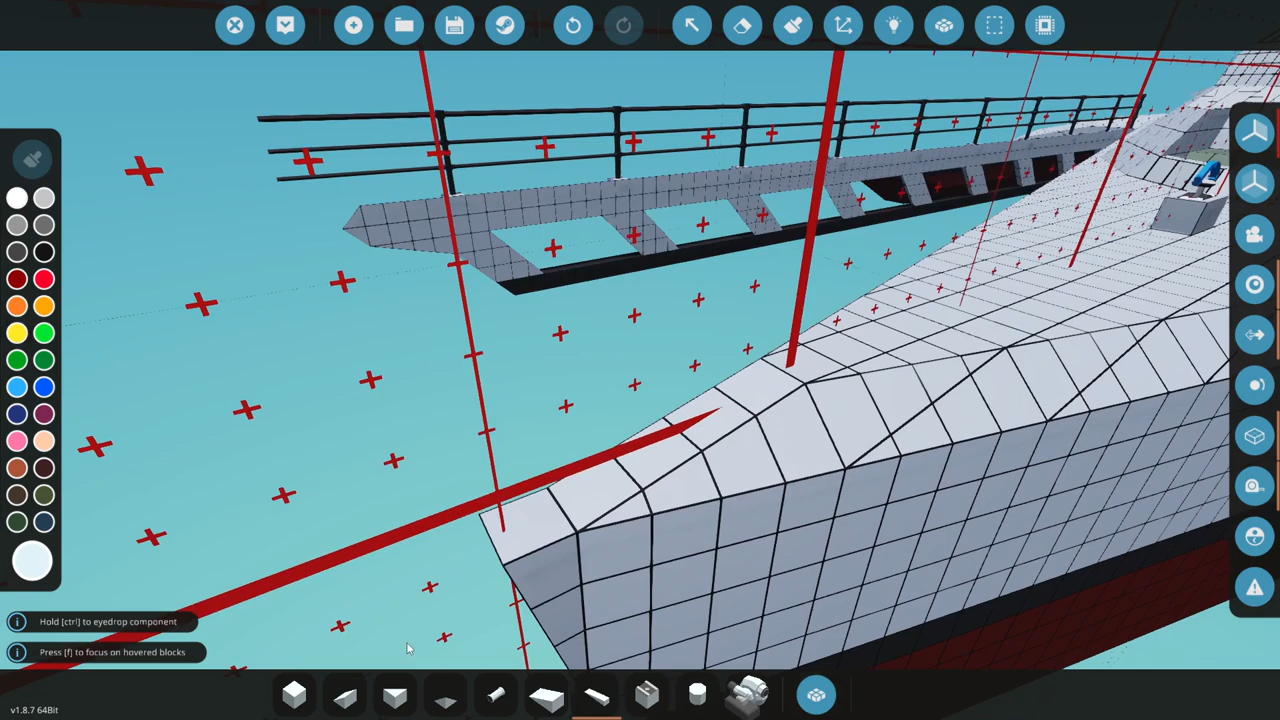 Hold [ctrl] to eyedrop component
Press [f] to focus on hovered blocks
v1.8.7 64Bit